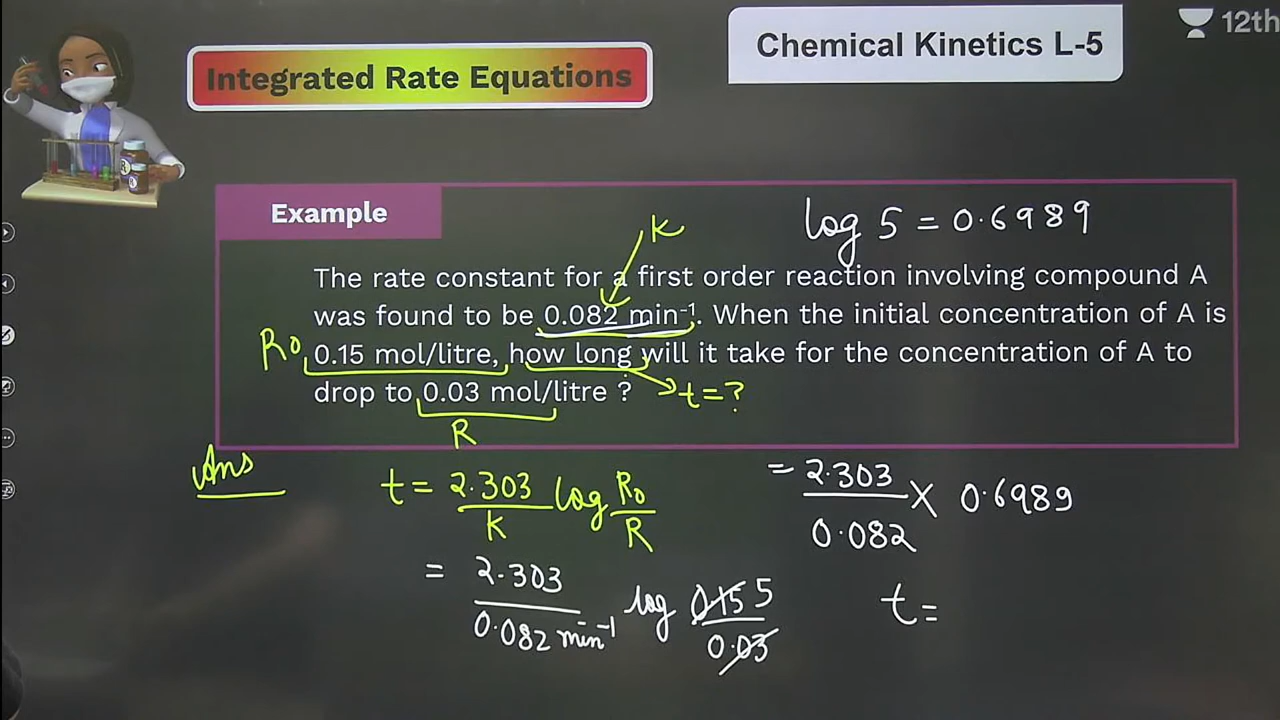 Chemical Kinetics L-5
12th
Integrated Rate Equations
Example
K
log 5 = 0.6989
The rate constant for a first order reaction involving compound A
was found to be 0.082 min⁻¹. When the initial concentration of A is
R₀ 0.15 mol/litre, how long will it take for the concentration of A to
drop to 0.03 mol/litre ? t=?
R
Ans
t = 2.303/K log R₀/R
= 2.303/0.082 min⁻¹ log 0.15 5/0.03
= 2.303/0.082 × 0.6989
t =